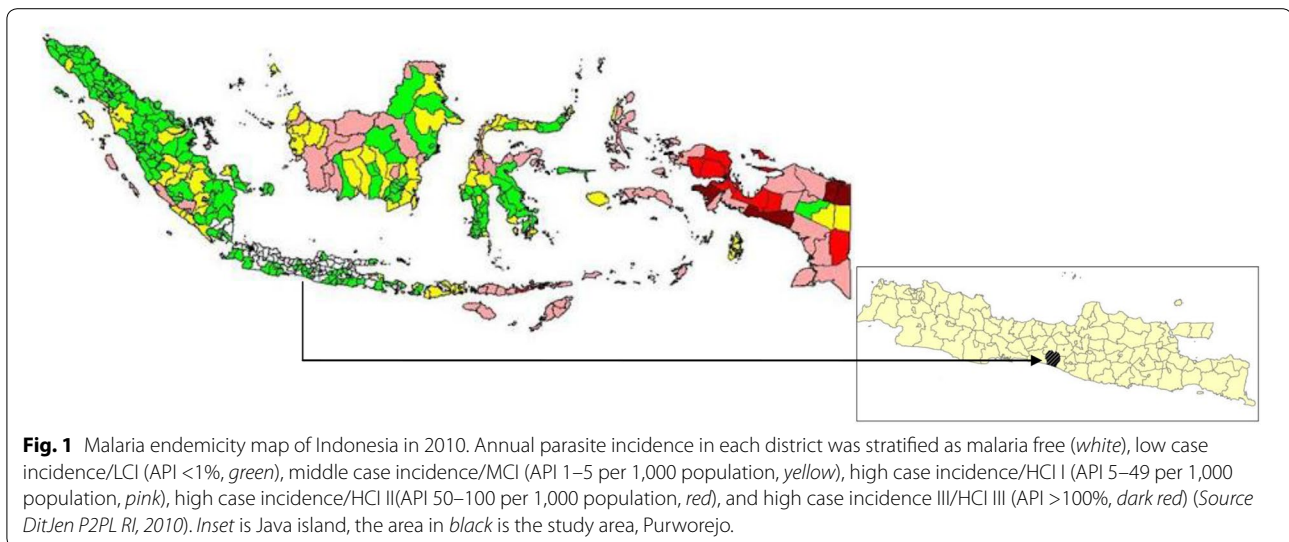 Fig. 1 Malaria endemicity map of Indonesia in 2010. Annual parasite incidence in each district was stratified as malaria free (white), low case
incidence/LCI (API <1%, green), middle case incidence/MCI (API 1–5 per 1,000 population, yellow), high case incidence/HCI I (API 5–49 per 1,000
population, pink), high case incidence/HCI II(API 50–100 per 1,000 population, red), and high case incidence III/HCI III (API >100%, dark red) (Source
DitJen P2PL RI, 2010). Inset is Java island, the area in black is the study area, Purworejo.